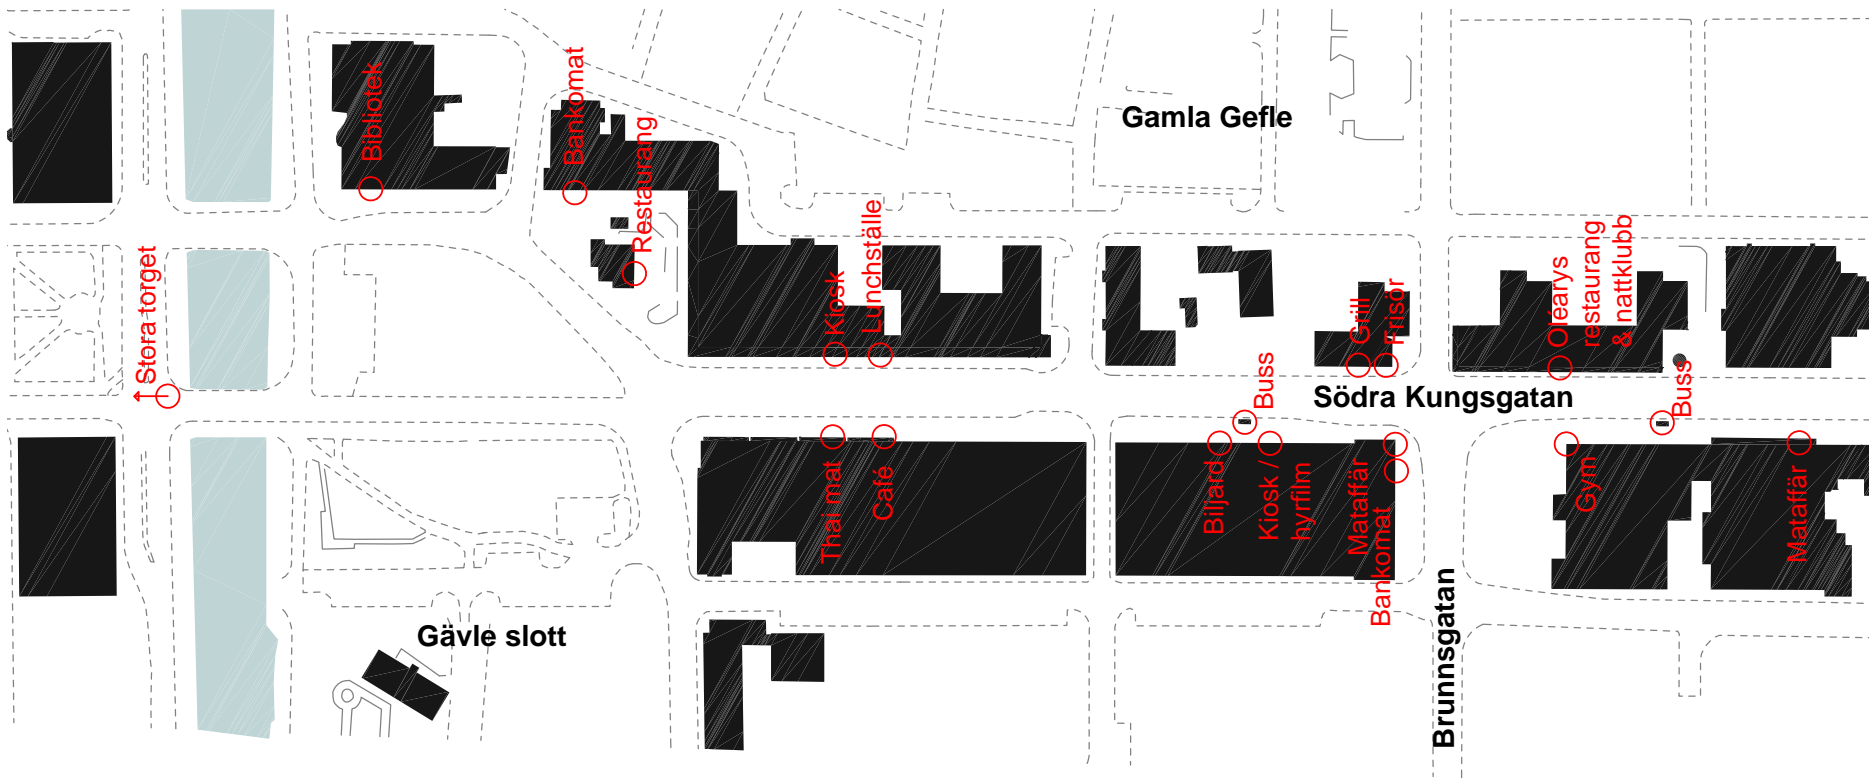 Gamla Gefle
Bibliotek
Bankomat
Restaurang
Stora torget
Kiosk
Lunchställe
Grill
Frisör
Oléarys
restaurang
& nattklubb
Buss
Södra Kungsgatan
Buss
Thai mat
Café
Biljard
Kiosk /
hyrfilm
Mataffär
Bankomat
Gym
Mataffär
Gävle slott
Brunnsgatan